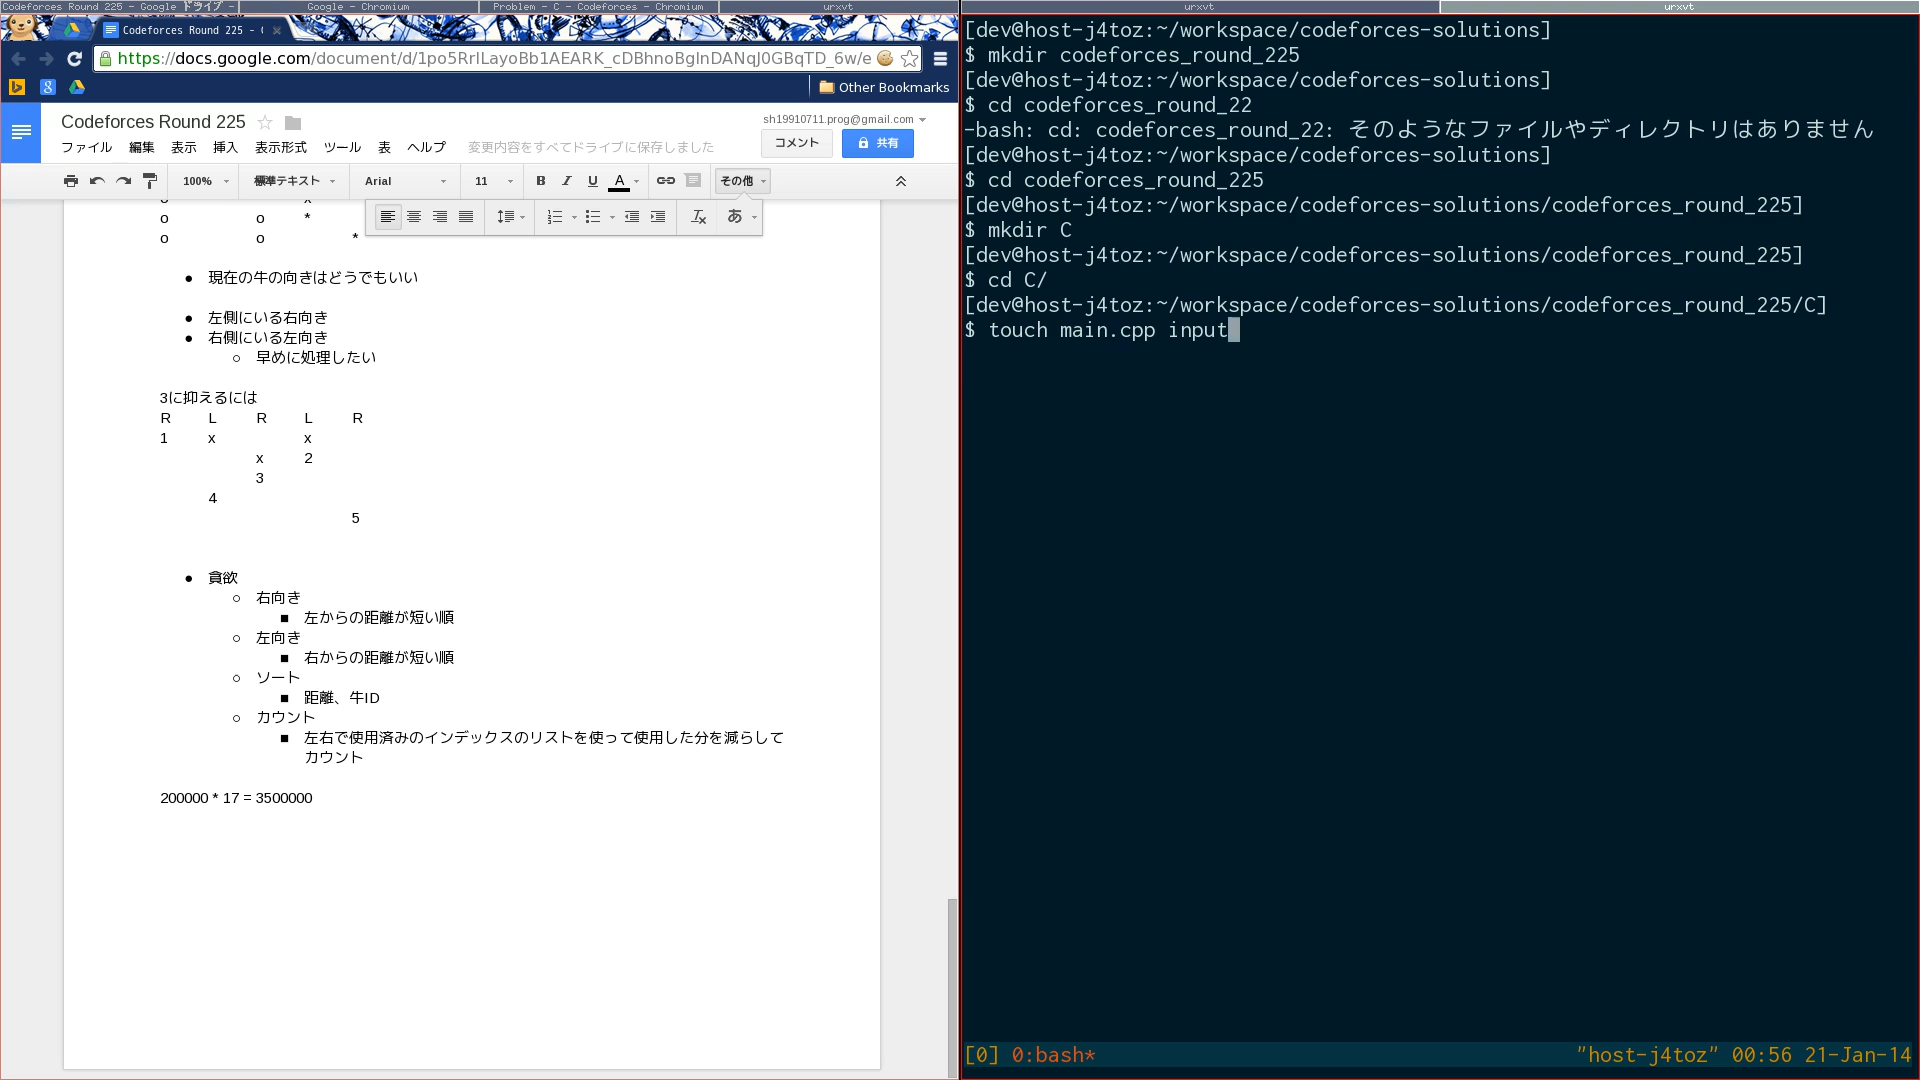 Codeforces Round 225 - Google ドライブ -
Google - Chromium
Problem - C - Codeforces - Chromium
urxvt
urxvt
urxvt
Codeforces Round 225 - (
https://docs.google.com/document/d/1po5RrlLayoBb1AEARK_cDBhnoBglnDANqJ0GBqTD_6w/e
Other Bookmarks
Codeforces Round 225
sh19910711.prog@gmail.com
ファイル 編集 表示 挿入 表示形式 ツール 表 ヘルプ 変更内容をすべてドライブに保存しました
コメント
共有
100% 標準テキスト Arial 11 B I U A その他
あ
o x
o o *
o o *
● 現在の牛の向きはどうでもいい
● 左側にいる右向き
● 右側にいる左向き
○ 早めに処理したい
3に抑えるには
R L R L R
1 x x
x 2
3
4
5
● 貪欲
○ 右向き
■ 左からの距離が短い順
○ 左向き
■ 右からの距離が短い順
○ ソート
■ 距離、牛ID
○ カウント
■ 左右で使用済みのインデックスのリストを使って使用した分を減らして
カウント
200000 * 17 = 3500000
[dev@host-j4toz:~/workspace/codeforces-solutions]
$ mkdir codeforces_round_225
[dev@host-j4toz:~/workspace/codeforces-solutions]
$ cd codeforces_round_22
-bash: cd: codeforces_round_22: そのようなファイルやディレクトリはありません
[dev@host-j4toz:~/workspace/codeforces-solutions]
$ cd codeforces_round_225
[dev@host-j4toz:~/workspace/codeforces-solutions/codeforces_round_225]
$ mkdir C
[dev@host-j4toz:~/workspace/codeforces-solutions/codeforces_round_225]
$ cd C/
[dev@host-j4toz:~/workspace/codeforces-solutions/codeforces_round_225/C]
$ touch main.cpp input
[0] 0:bash*
"host-j4toz" 00:56 21-Jan-14